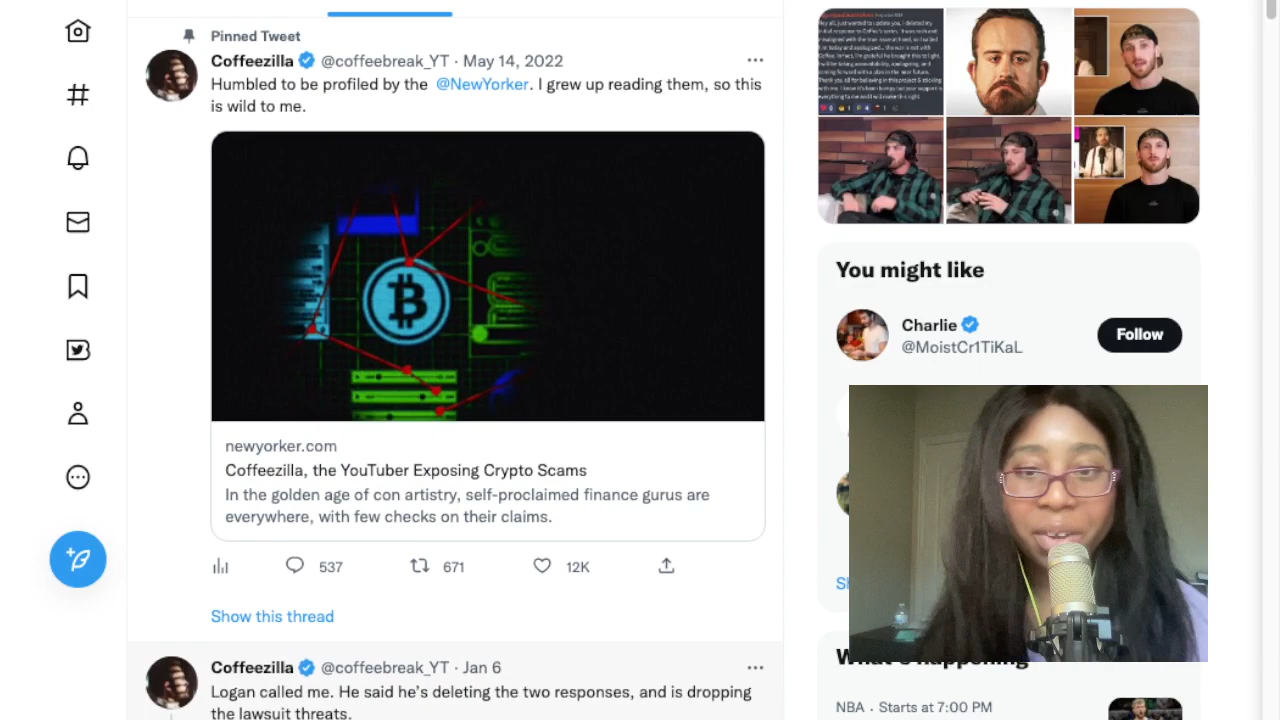 Pinned Tweet
Coffeezilla @coffeebreak_YT · May 14, 2022
Humbled to be profiled by the @NewYorker. I grew up reading them, so this
is wild to me.
newyorker.com
Coffeezilla, the YouTuber Exposing Crypto Scams
In the golden age of con artistry, self-proclaimed finance gurus are
everywhere, with few checks on their claims.
537 671 12K
Show this thread
Coffeezilla @coffeebreak_YT · Jan 6
Logan called me. He said he's deleting the two responses, and is dropping
the lawsuit threats.
You might like
Charlie
@MoistCr1TiKaL
Follow
What's happening
NBA · Starts at 7:00 PM